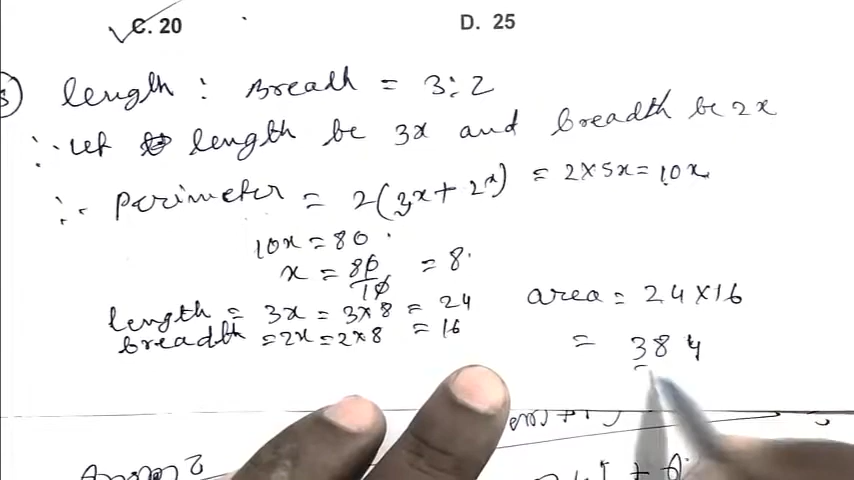 C. 20 D. 25
length : Breath = 3:2
∴ Let length be 3x and breadth be 2x
∴ Perimeter = 2(3x+2x) = 2×5x = 10x
10x = 80
x = 80/10 = 8
length = 3x = 3×8 = 24
breadth = 2x = 2×8 = 16
area = 24×16
= 384